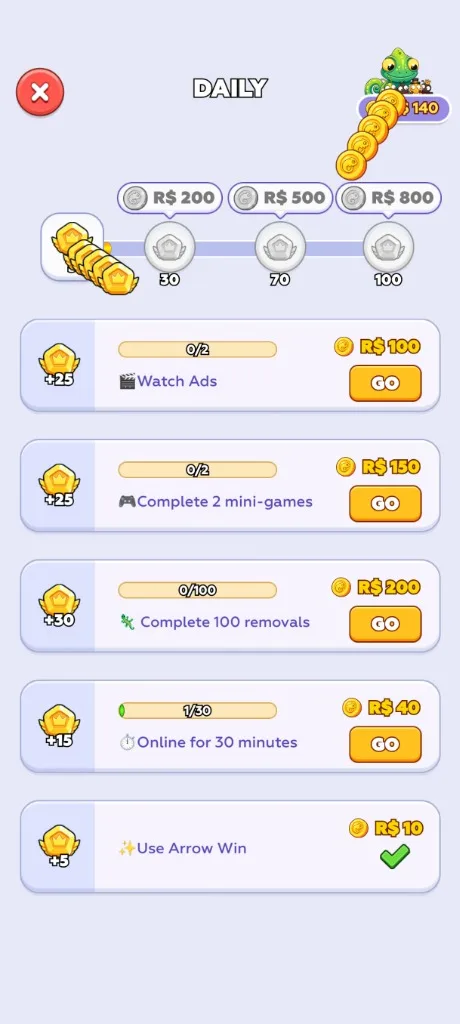 DAILY
$ 140
R$ 200
R$ 500
R$ 800
30
70
100
+25
0/2
Watch Ads
R$ 100
GO
+25
0/2
Complete 2 mini-games
R$ 150
GO
+30
0/100
Complete 100 removals
R$ 200
GO
+15
1/30
Online for 30 minutes
R$ 40
GO
+5
Use Arrow Win
R$ 10